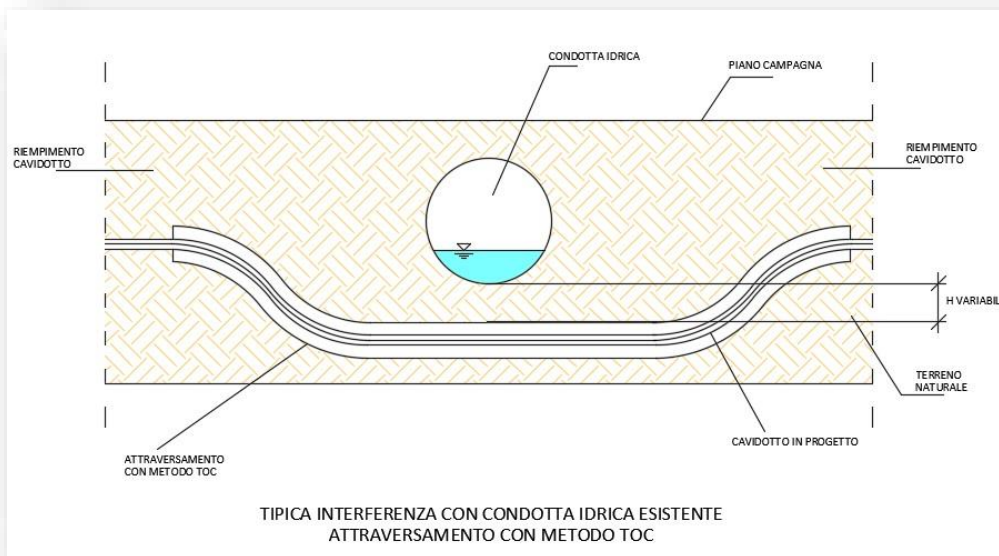 CONDOTTA IDRICA
PIANO CAMPAGNA
RIEMPIMENTO
CAVIDOTTO
RIEMPIMENTO
CAVIDOTTO
H VARIABIL
TERRENO
NATURALE
CAVIDOTTO IN PROGETTO
ATTRAVERSAMENTO
CON METODO TOC
TIPICA INTERFERENZA CON CONDOTTA IDRICA ESISTENTE
ATTRAVERSAMENTO CON METODO TOC